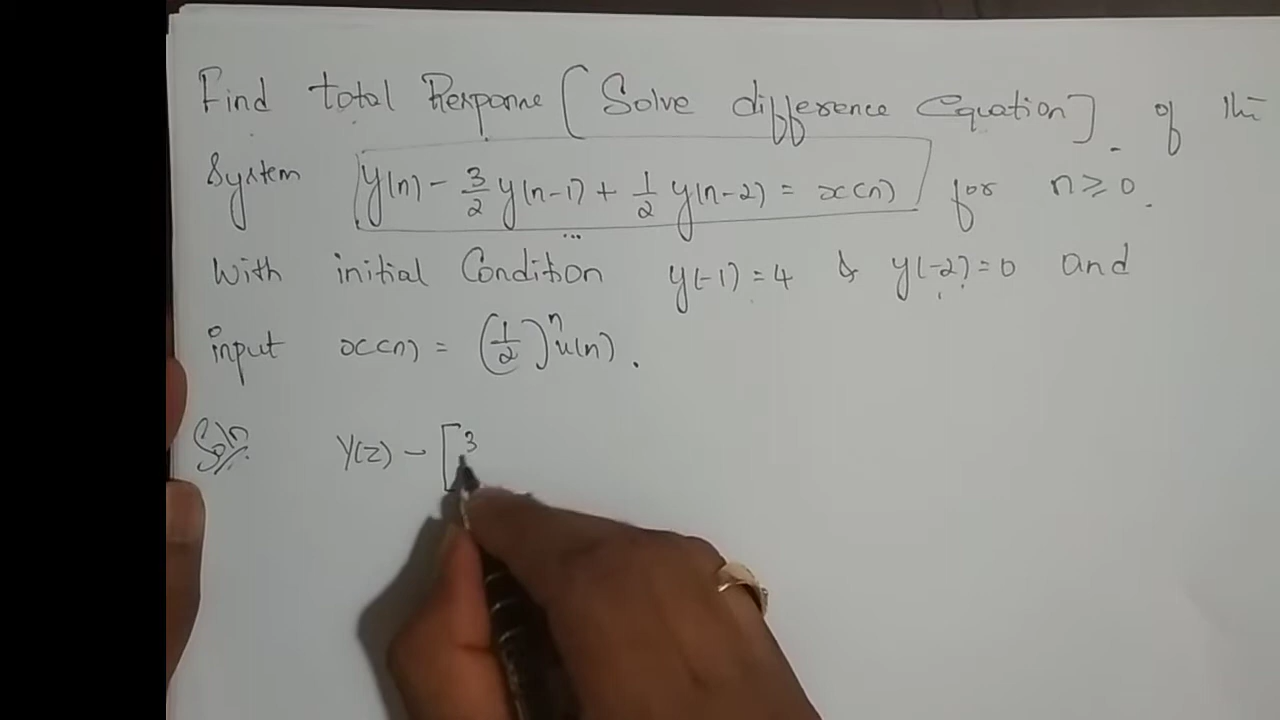 Find total Response [Solve difference Equation] of the
System y(n) - 3/2 y(n-1) + 1/2 y(n-2) = x(n) for n ≥ 0.
With initial Condition y(-1) = 4 & y(-2) = 0 and
input x(n) = (1/2)^n u(n).
Soln Y(z) - [3